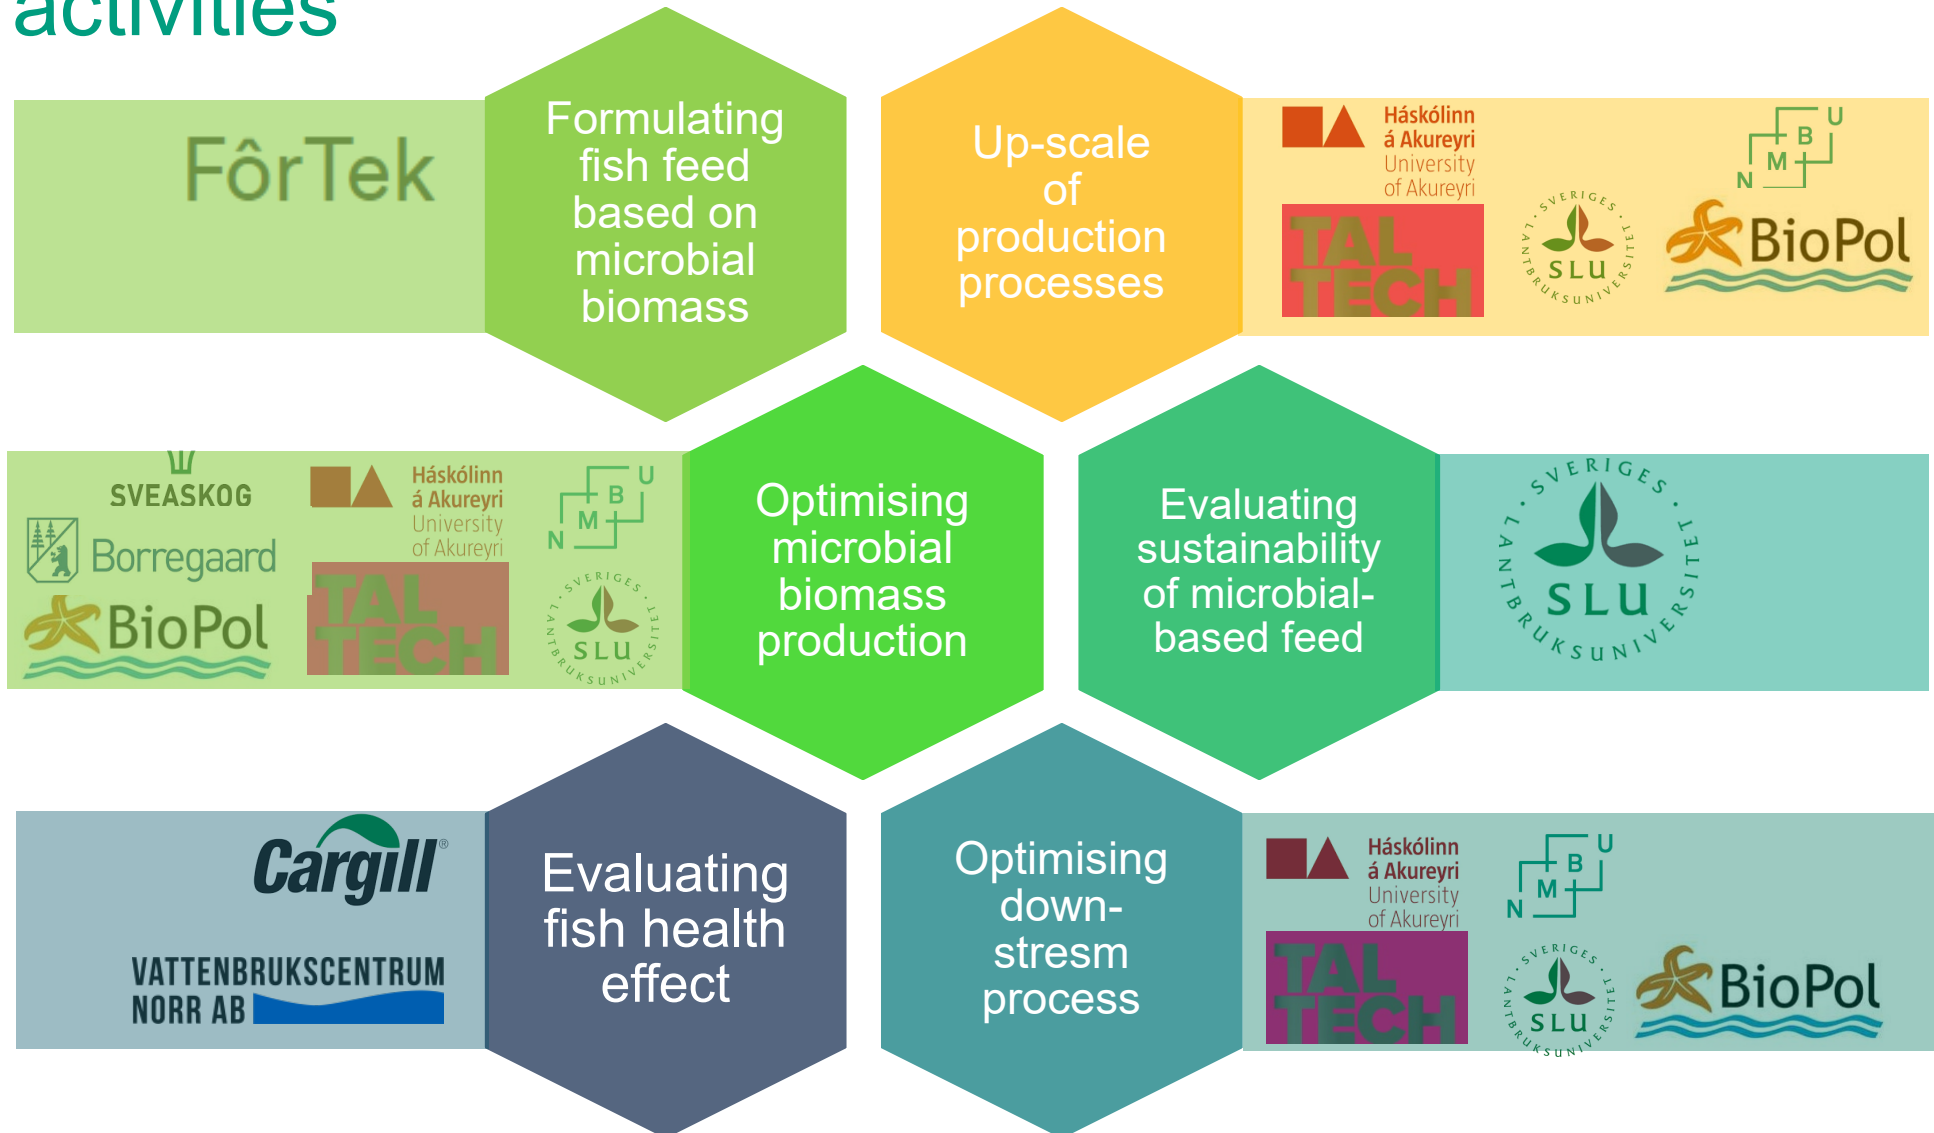 activities
FôrTek
Formulating
fish feed
based on
microbial
biomass
Up-scale
of
production
processes
Háskólinn
á Akureyri
University
of Akureyri
TAL
TECH
SVERIGES LANTBRUKSUNIVERSITET
SLU
NMBU
BioPol
SVEASKOG
Borregaard
BioPol
Háskólinn
á Akureyri
University
of Akureyri
TAL
TECH
NMBU
SVERIGES LANTBRUKSUNIVERSITET
SLU
Optimising
microbial
biomass
production
Evaluating
sustainability
of microbial-
based feed
SVERIGES LANTBRUKSUNIVERSITET
SLU
Cargill®
VATTENBRUKSCENTRUM
NORR AB
Evaluating
fish health
effect
Optimising
down-
stresm
process
Háskólinn
á Akureyri
University
of Akureyri
TAL
TECH
NMBU
SVERIGES LANTBRUKSUNIVERSITET
SLU
BioPol